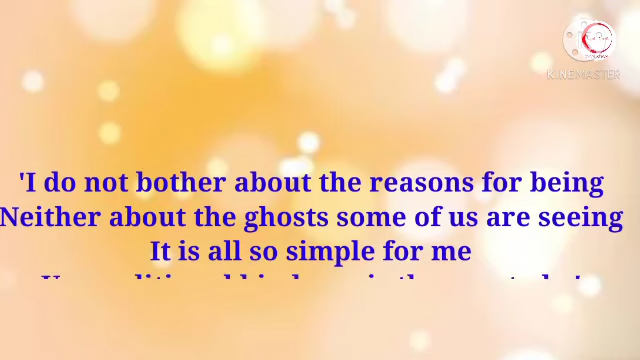 KINEMASTER
'I do not bother about the reasons for being
Neither about the ghosts some of us are seeing
It is all so simple for me